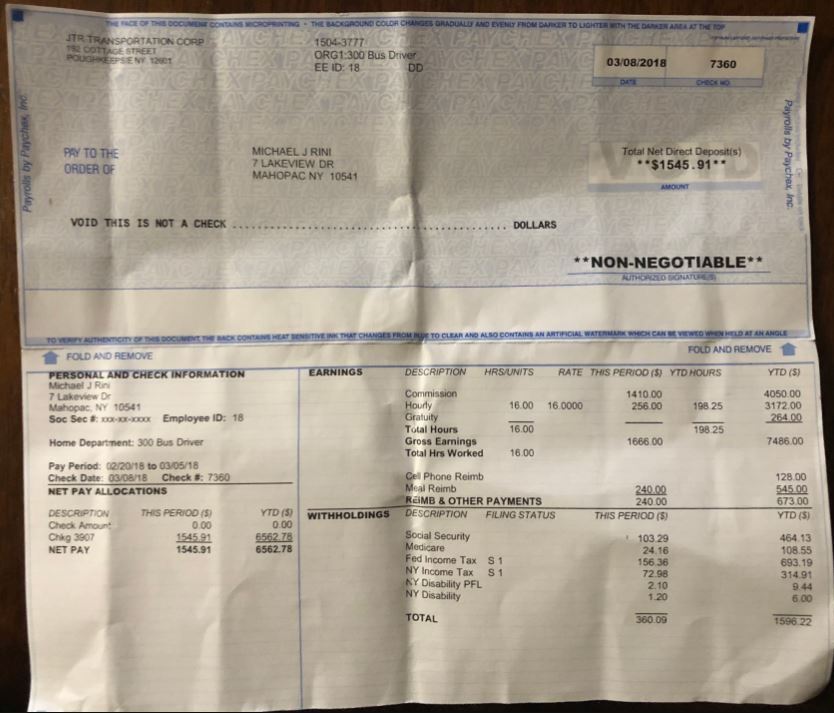 THE FACE OF THIS DOCUMENT CONTAINS MICROPRINTING • THE BACKGROUND COLOR CHANGES GRADUALLY AND EVENLY FROM DARKER TO LIGHTER WITH THE DARKER AREA AT THE TOP
JTR TRANSPORTATION CORP
192 COTTAGE STREET
POUGHKEEPSIE NY 12601
1504-3777
ORG1:300 Bus Driver
EE ID: 18 DD
03/08/2018 7360
DATE CHECK NO.
Payrolls by Paychex, Inc.
Payrolls by Paychex, Inc.
PAY TO THE
ORDER OF
MICHAEL J RINI
7 LAKEVIEW DR
MAHOPAC NY 10541
Total Net Direct Deposit(s)
**$1545.91**
AMOUNT
VOID THIS IS NOT A CHECK ........................................ DOLLARS
**NON-NEGOTIABLE**
AUTHORIZED SIGNATURE(S)
TO VERIFY AUTHENTICITY OF THIS DOCUMENT, THE BACK CONTAINS HEAT SENSITIVE INK THAT CHANGES FROM BLUE TO CLEAR AND ALSO CONTAINS AN ARTIFICIAL WATERMARK WHICH CAN BE VIEWED WHEN HELD AT AN ANGLE
FOLD AND REMOVE FOLD AND REMOVE
PERSONAL AND CHECK INFORMATION
Michael J Rini
7 Lakeview Dr
Mahopac, NY 10541
Soc Sec #: xxx-xx-xxxx Employee ID: 18
Home Department: 300 Bus Driver
Pay Period: 02/20/18 to 03/05/18
Check Date: 03/08/18 Check #: 7360
NET PAY ALLOCATIONS
DESCRIPTION THIS PERIOD ($) YTD ($)
Check Amount 0.00 0.00
Chkg 3907 1545.91 6562.78
NET PAY 1545.91 6562.78
EARNINGS DESCRIPTION HRS/UNITS RATE THIS PERIOD ($) YTD HOURS YTD ($)
Commission 1410.00 4050.00
Hourly 16.00 16.0000 256.00 198.25 3172.00
Gratuity 264.00
Total Hours 16.00 198.25
Gross Earnings 1666.00 7486.00
Total Hrs Worked 16.00
Cell Phone Reimb 128.00
Meal Reimb 240.00 545.00
REIMB & OTHER PAYMENTS 240.00 673.00
WITHHOLDINGS DESCRIPTION FILING STATUS THIS PERIOD ($) YTD ($)
Social Security 103.29 464.13
Medicare 24.16 108.55
Fed Income Tax S 1 156.36 693.19
NY Income Tax S 1 72.98 314.91
NY Disability PFL 2.10 9.44
NY Disability 1.20 6.00
TOTAL 360.09 1596.22